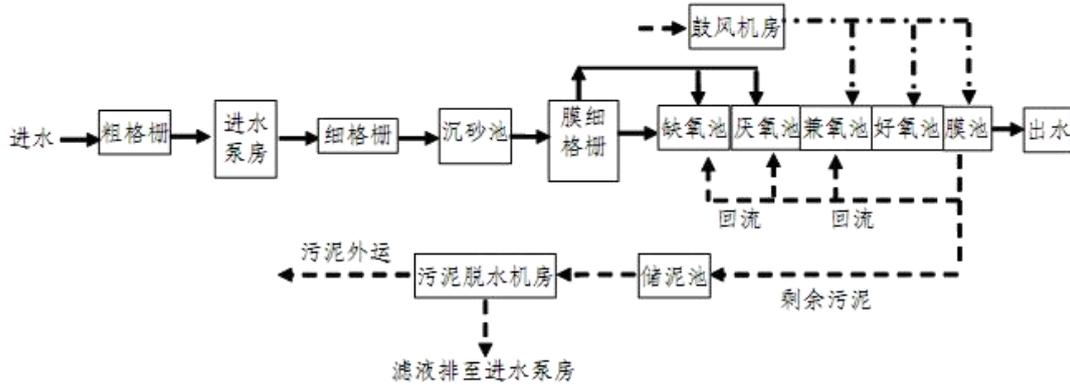 鼓风机房
进水
粗格栅
进水
泵房
细格栅
沉砂池
膜细
格栅
缺氧池
厌氧池
兼氧池
好氧池
膜池
出水
回流
回流
污泥外运
污泥脱水机房
储泥池
剩余污泥
滤液排至进水泵房